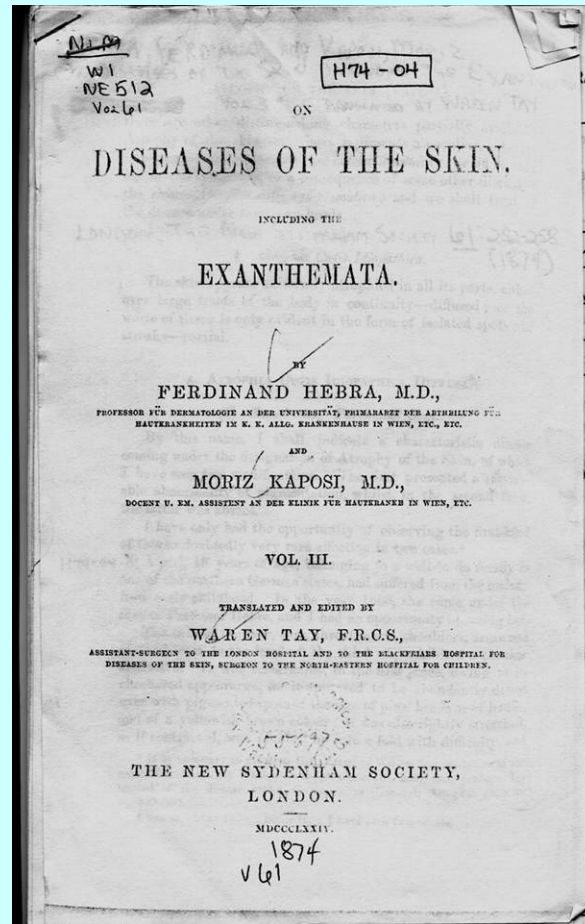 W1
NE512
Vol 61
H74-04
ON
DISEASES OF THE SKIN.
INCLUDING THE
EXANTHEMATA.
BY
FERDINAND HEBRA, M.D.,
PROFESSOR FÜR DERMATOLOGIE AN DER UNIVERSITÄT, PRIMARARZT DER ABTHEILUNG FÜR
HAUTKRANKHEITEN IM K. K. ALLG. KRANKENHAUSE IN WIEN, ETC., ETC.
AND
MORIZ KAPOSI, M.D.,
DOCENT U. EM. ASSISTENT AN DER KLINIK FÜR HAUTKRANKH IN WIEN, ETC.
VOL. III.
TRANSLATED AND EDITED BY
WAREN TAY, F.R.C.S.,
ASSISTANT-SURGEON TO THE LONDON HOSPITAL AND TO THE BLACKFRIARS HOSPITAL FOR
DISEASES OF THE SKIN, SURGEON TO THE NORTH-EASTERN HOSPITAL FOR CHILDREN.
THE NEW SYDENHAM SOCIETY,
LONDON.
MDCCCLXXIV.
1874
V 61